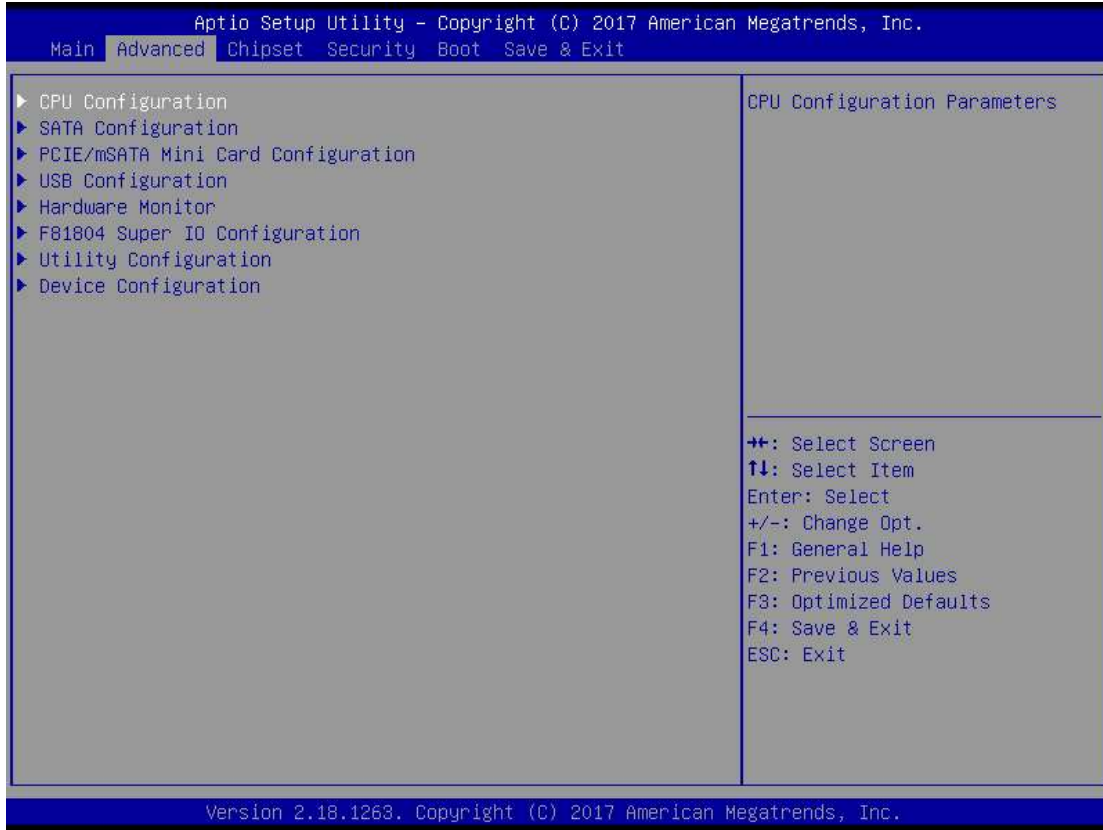 Aptio Setup Utility – Copyright (C) 2017 American Megatrends, Inc.
Main Advanced Chipset Security Boot Save & Exit
▶ CPU Configuration
▶ SATA Configuration
▶ PCIE/mSATA Mini Card Configuration
▶ USB Configuration
▶ Hardware Monitor
▶ F81804 Super IO Configuration
▶ Utility Configuration
▶ Device Configuration
CPU Configuration Parameters
→←: Select Screen
↑↓: Select Item
Enter: Select
+/-: Change Opt.
F1: General Help
F2: Previous Values
F3: Optimized Defaults
F4: Save & Exit
ESC: Exit
Version 2.18.1263. Copyright (C) 2017 American Megatrends, Inc.